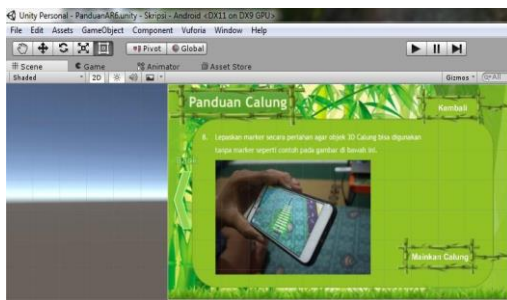 Unity Personal - PanduanAR6.unity - Skripsi - Android <DX11 on DX9 GPU>
File Edit Assets GameObject Component Vuforia Window Help
Pivot Global
Scene Game Animator Asset Store
Shaded 2D Gizmos All
Panduan Calung
Kembali
8. Lepaskan marker secara perlahan agar objek 3D Calung bisa digunakan
tanpa marker seperti contoh pada gambar di bawah ini.
Mainkan Calung